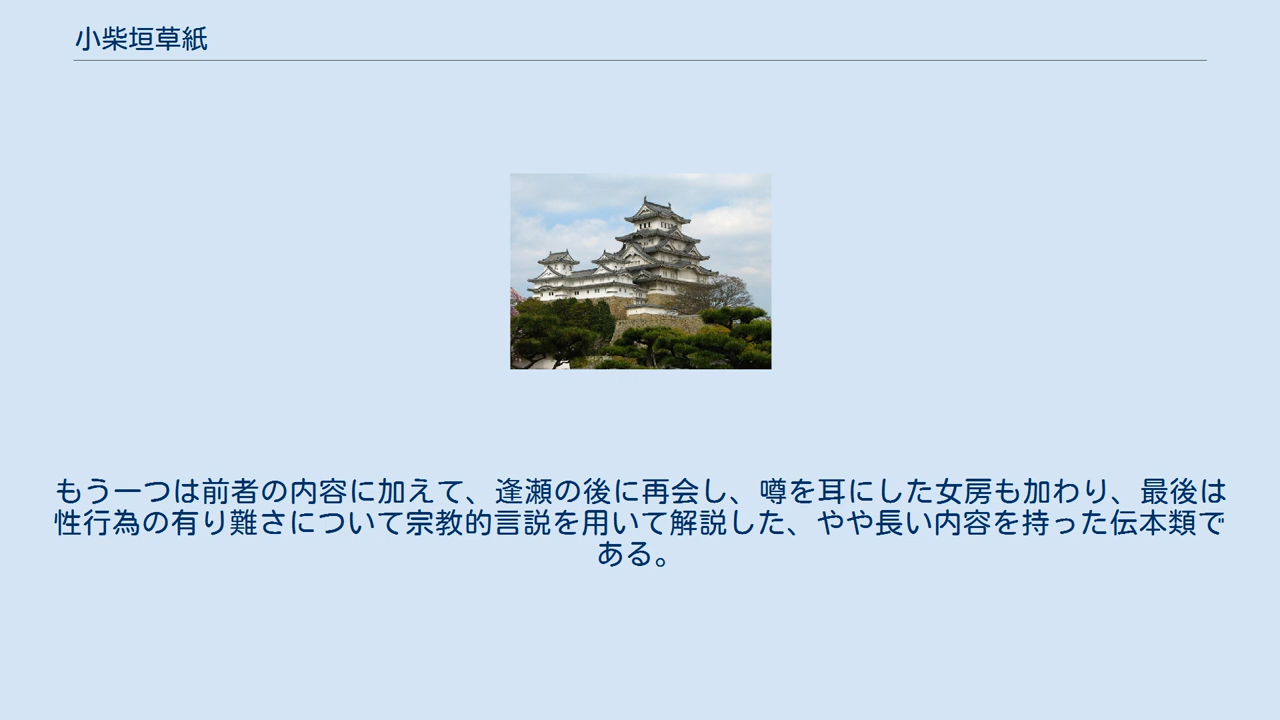 小柴垣草紙
もう一つは前者の内容に加えて、逢瀬の後に再会し、噂を耳にした女房も加わり、最後は
性行為の有り難さについて宗教的言説を用いて解説した、やや長い内容を持った伝本類で
ある。